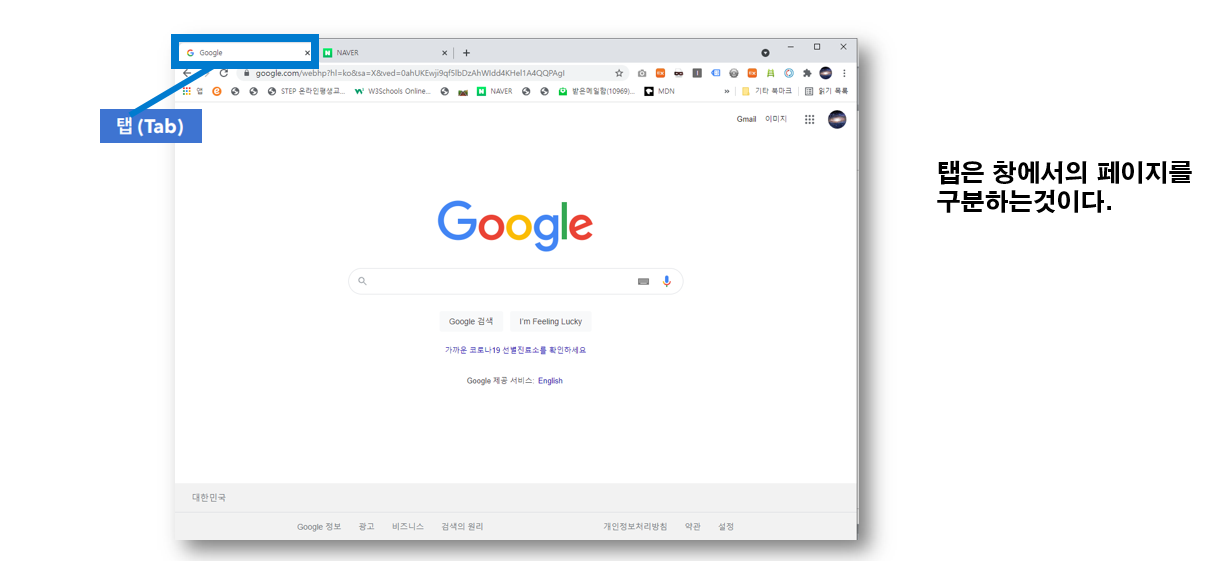 Google
NAVER
google.com/webhp?hl=ko&sa=X&ved=0ahUKEwji9qf5lbDzAhWIdd4KHel1A4QQPAgI
앱
STEP 온라인평생교...
W3Schools Online...
NAVER
받은메일함(10969)...
MDN
»
기타 북마크
읽기 목록
탭 (Tab)
Gmail 이미지
탭은 창에서의 페이지를
구분하는것이다.
Google
Google 검색
I'm Feeling Lucky
가까운 코로나19 선별진료소를 확인하세요
Google 제공 서비스: English
대한민국
Google 정보 광고 비즈니스 검색의 원리 개인정보처리방침 약관 설정